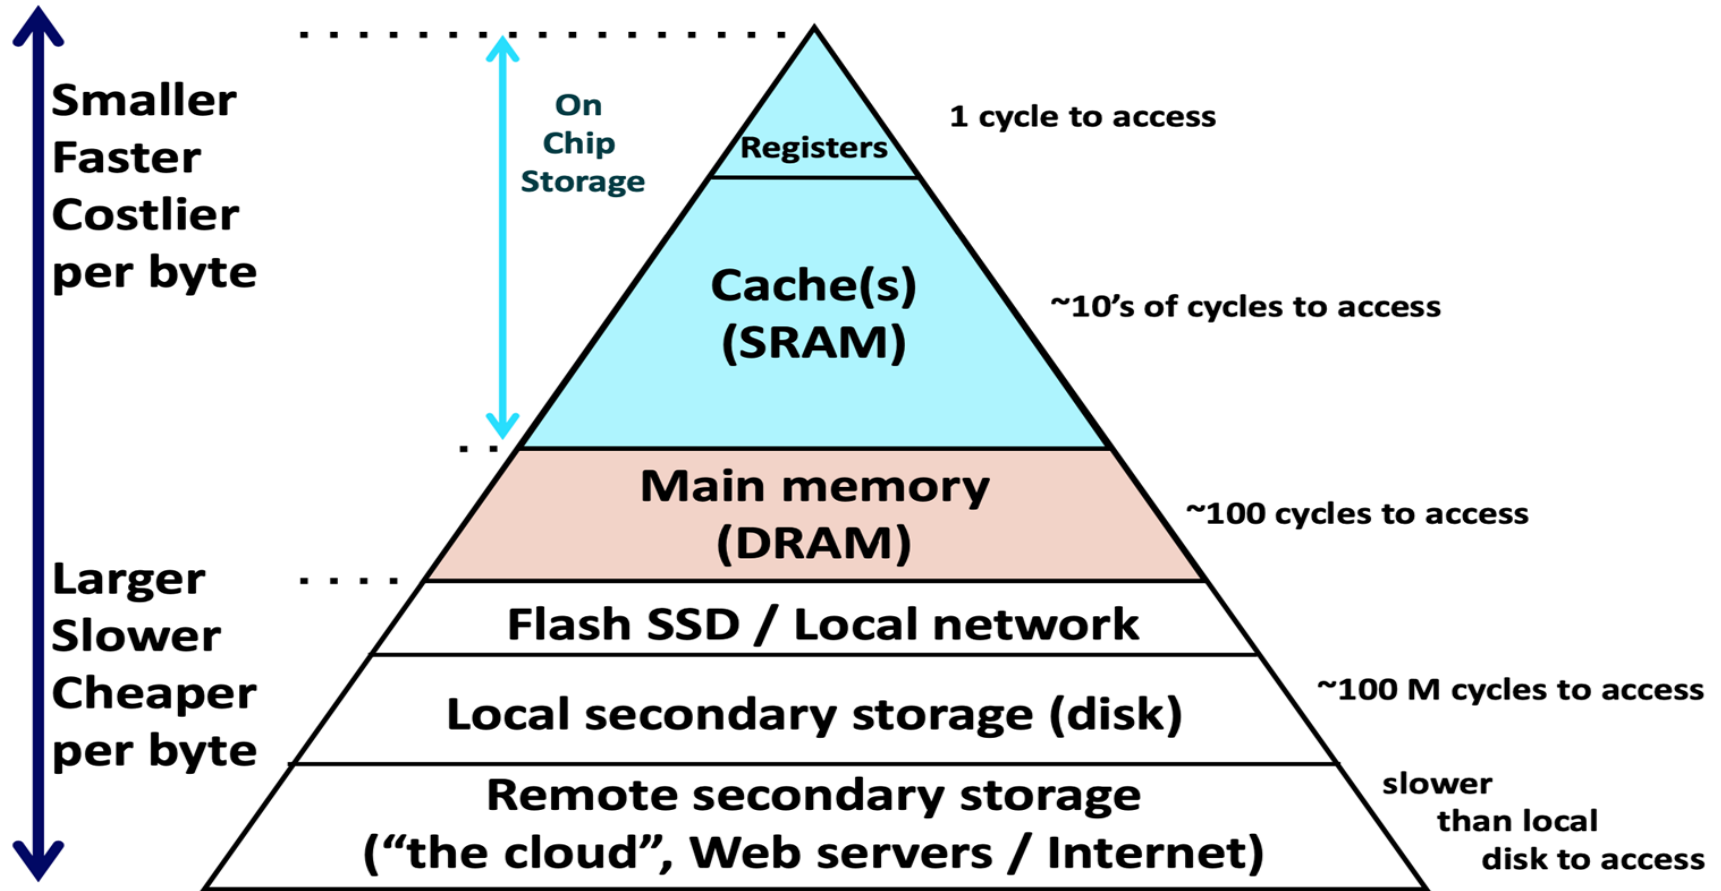 Smaller
Faster
Costlier
per byte
On
Chip
Storage
Registers
1 cycle to access
Cache(s)
(SRAM)
~10’s of cycles to access
Main memory
(DRAM)
~100 cycles to access
Larger
Slower
Cheaper
per byte
Flash SSD / Local network
Local secondary storage (disk)
~100 M cycles to access
Remote secondary storage
(“the cloud”, Web servers / Internet)
slower
than local
disk to access